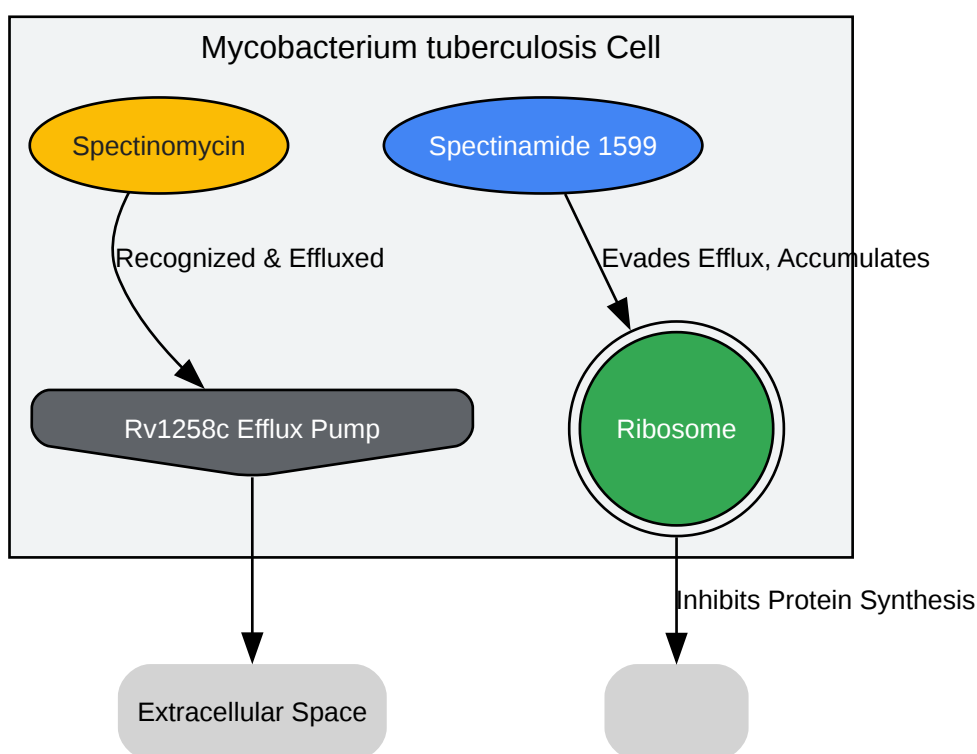 Mycobacterium tuberculosis Cell
Spectinomycin
Spectinamide 1599
Recognized & Effluxed
Evades Efflux, Accumulates
Rv1258c Efflux Pump
Ribosome
Inhibits Protein Synthesis
Extracellular Space